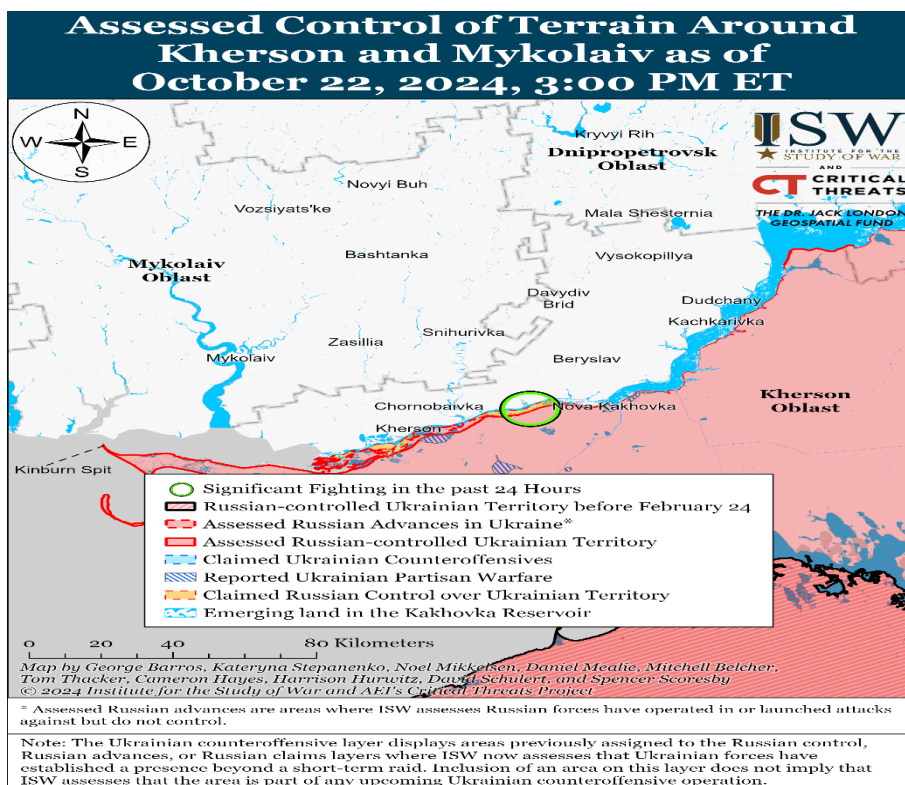 Assessed Control of Terrain Around
Kherson and Mykolaiv as of
October 22, 2024, 3:00 PM ET
N
W
E
S
ISW
INSTITUTE FOR THE
STUDY OF WAR
AND
CT CRITICAL
THREATS
THE DR. JACK LONDON
GEOSPATIAL FUND
Kryvyi Rih
Dnipropetrovsk
Oblast
Novyi Buh
Vozsiyats'ke
Mala Shesternia
Bashtanka
Vysokopillya
Mykolaiv
Oblast
Davydiv
Brid
Dudchany
Kachkarivka
Snihurivka
Zasillia
Mykolaiv
Beryslav
Kherson
Oblast
Chornobaivka
Nova Kakhovka
Kherson
Kinburn Spit
Significant Fighting in the past 24 Hours
Russian-controlled Ukrainian Territory before February 24
Assessed Russian Advances in Ukraine*
Assessed Russian-controlled Ukrainian Territory
Claimed Ukrainian Counteroffensives
Reported Ukrainian Partisan Warfare
Claimed Russian Control over Ukrainian Territory
Emerging land in the Kakhovka Reservoir
0 20 40 80 Kilometers
Map by George Barros, Kateryna Stepanenko, Noel Mikkelsen, Daniel Mealie, Mitchell Belcher,
Tom Thacker, Cameron Hayes, Harrison Hurwitz, David Schulert, and Spencer Scoresby
© 2024 Institute for the Study of War and AEI's Critical Threats Project
* Assessed Russian advances are areas where ISW assesses Russian forces have operated in or launched attacks
against but do not control.
Note: The Ukrainian counteroffensive layer displays areas previously assigned to the Russian control,
Russian advances, or Russian claims layers where ISW now assesses that Ukrainian forces have
established a presence beyond a short-term raid. Inclusion of an area on this layer does not imply that
ISW assesses that the area is part of any upcoming Ukrainian counteroffensive operation.